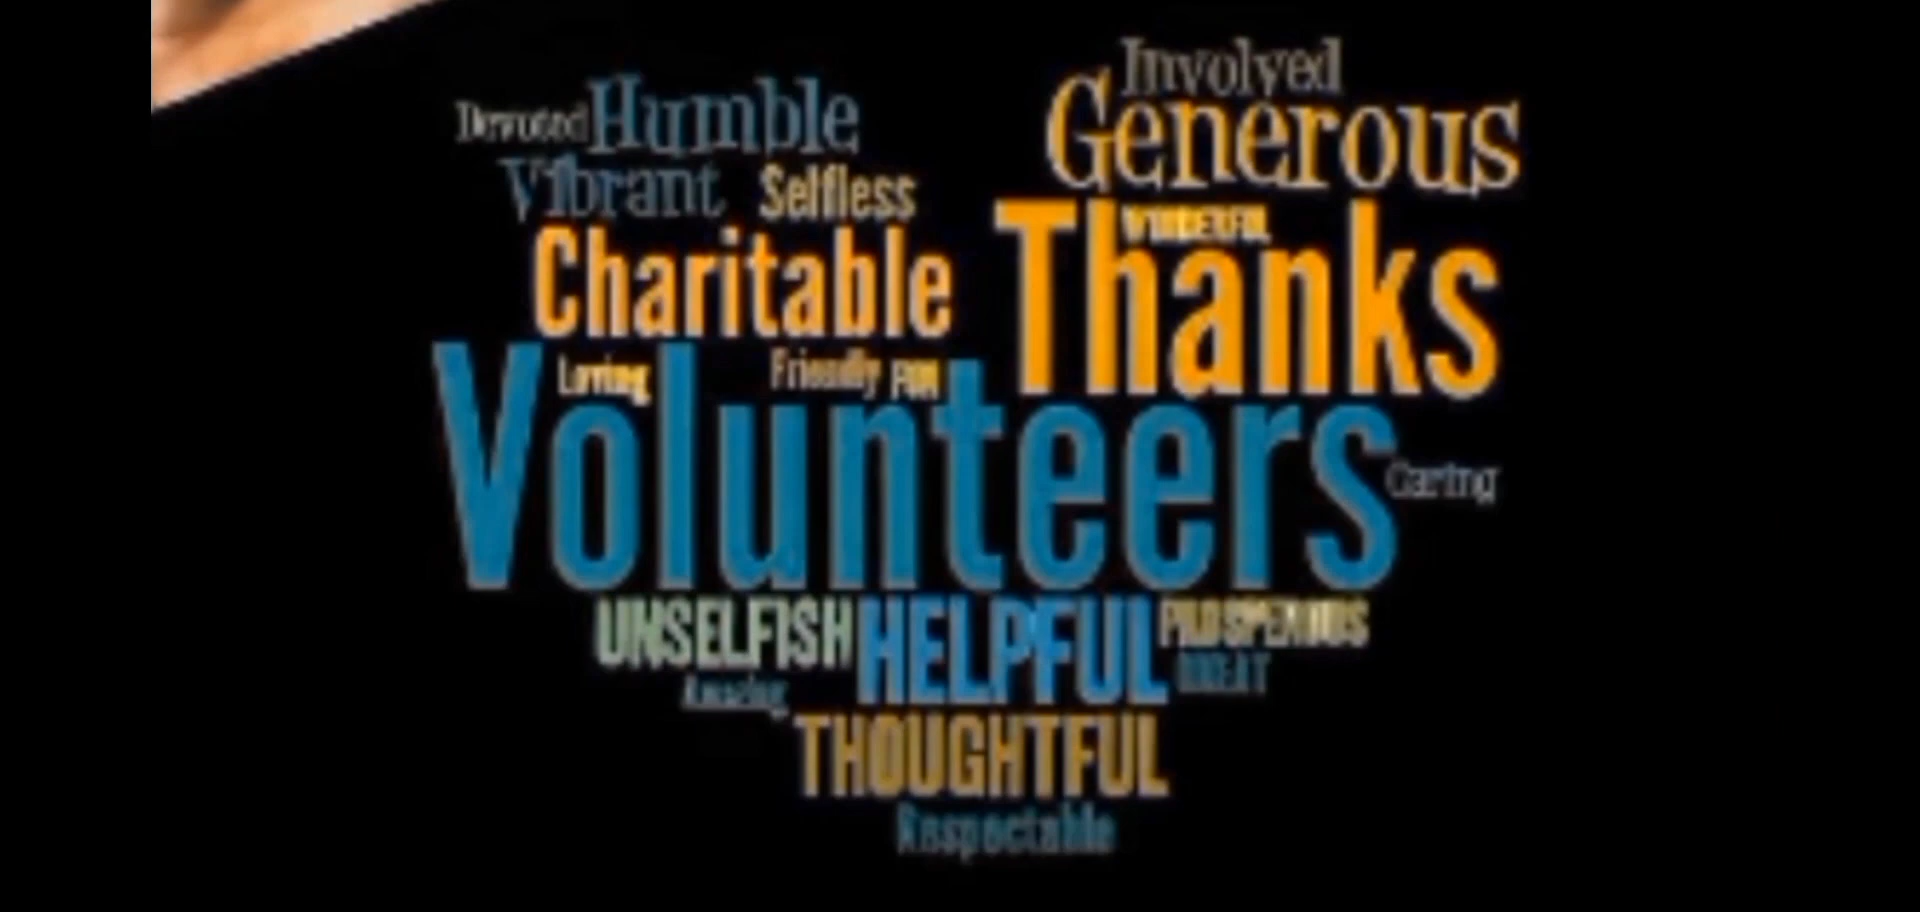 Involved
Devoted Humble Generous
Vibrant Selfless
Charitable Thanks
Loving Friendly FUN
Volunteers
Caring
UNSELFISH HELPFUL PROSPEROUS
Amazing GREAT
THOUGHTFUL
Respectable